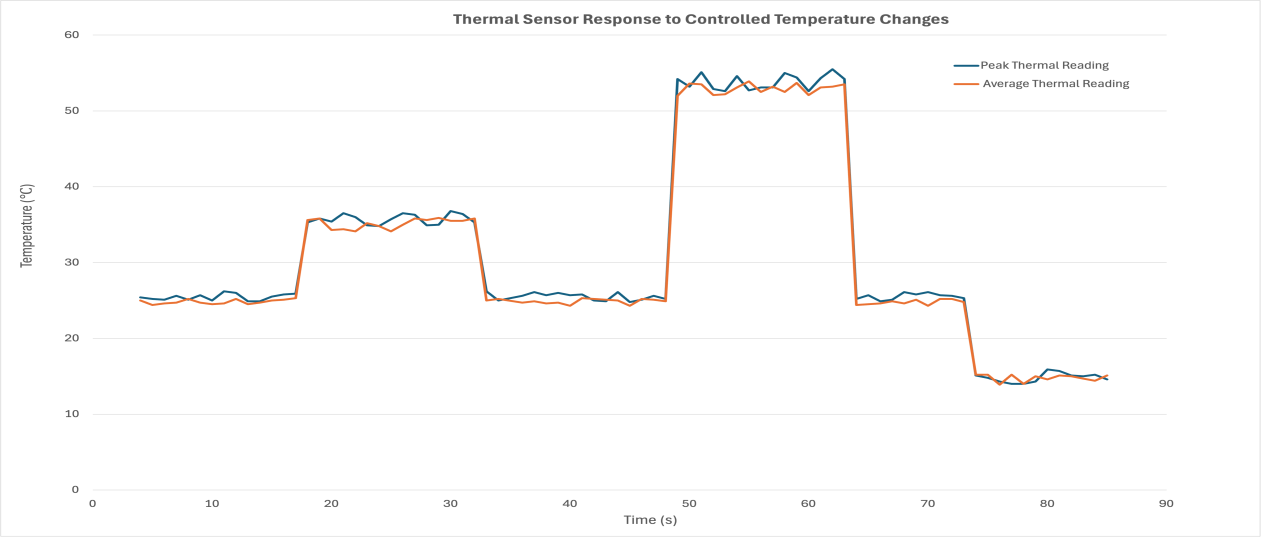 Thermal Sensor Response to Controlled Temperature Changes
60
50
40
30
20
10
0
Temperature (°C)
Peak Thermal Reading
Average Thermal Reading
0 10 20 30 40 50 60 70 80 90
Time (s)